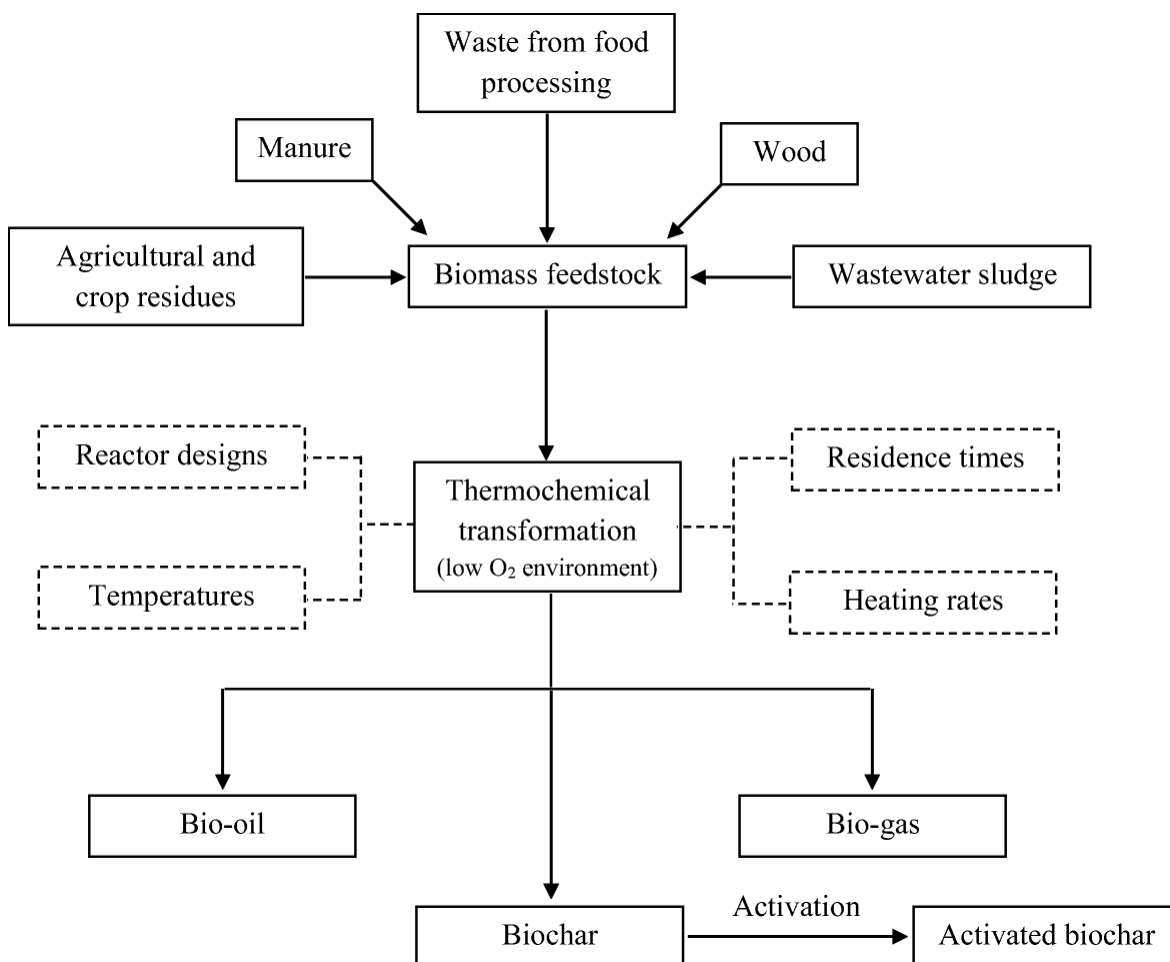 Waste from food
processing
Manure
Wood
Agricultural and
crop residues
Biomass feedstock
Wastewater sludge
Reactor designs
Residence times
Thermochemical
transformation
(low O₂ environment)
Temperatures
Heating rates
Bio-oil
Bio-gas
Biochar
Activation
Activated biochar